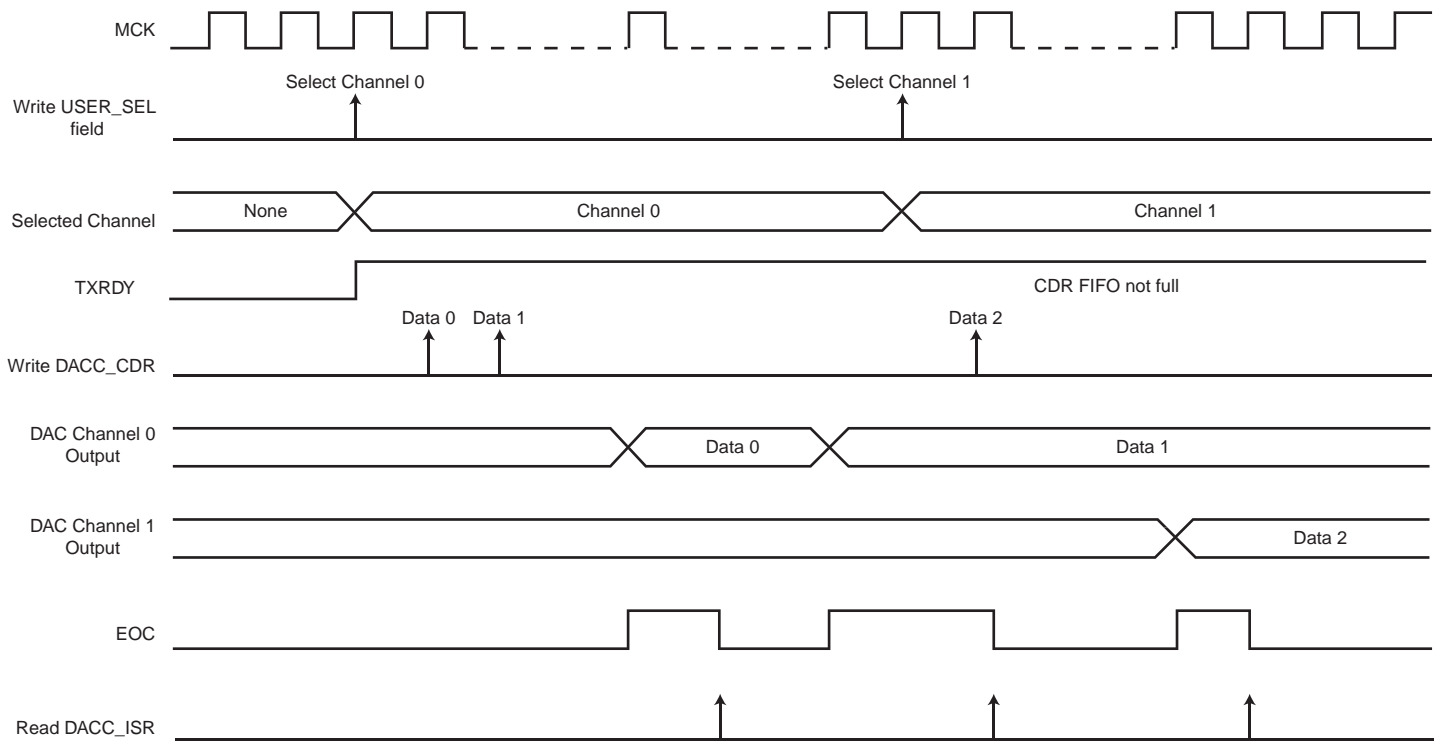 MCK
Select Channel 0
Select Channel 1
Write USER_SEL
field
Selected Channel
None
Channel 0
Channel 1
TXRDY
CDR FIFO not full
Data 0
Data 1
Data 2
Write DACC_CDR
DAC Channel 0
Output
Data 0
Data 1
DAC Channel 1
Output
Data 2
EOC
Read DACC_ISR